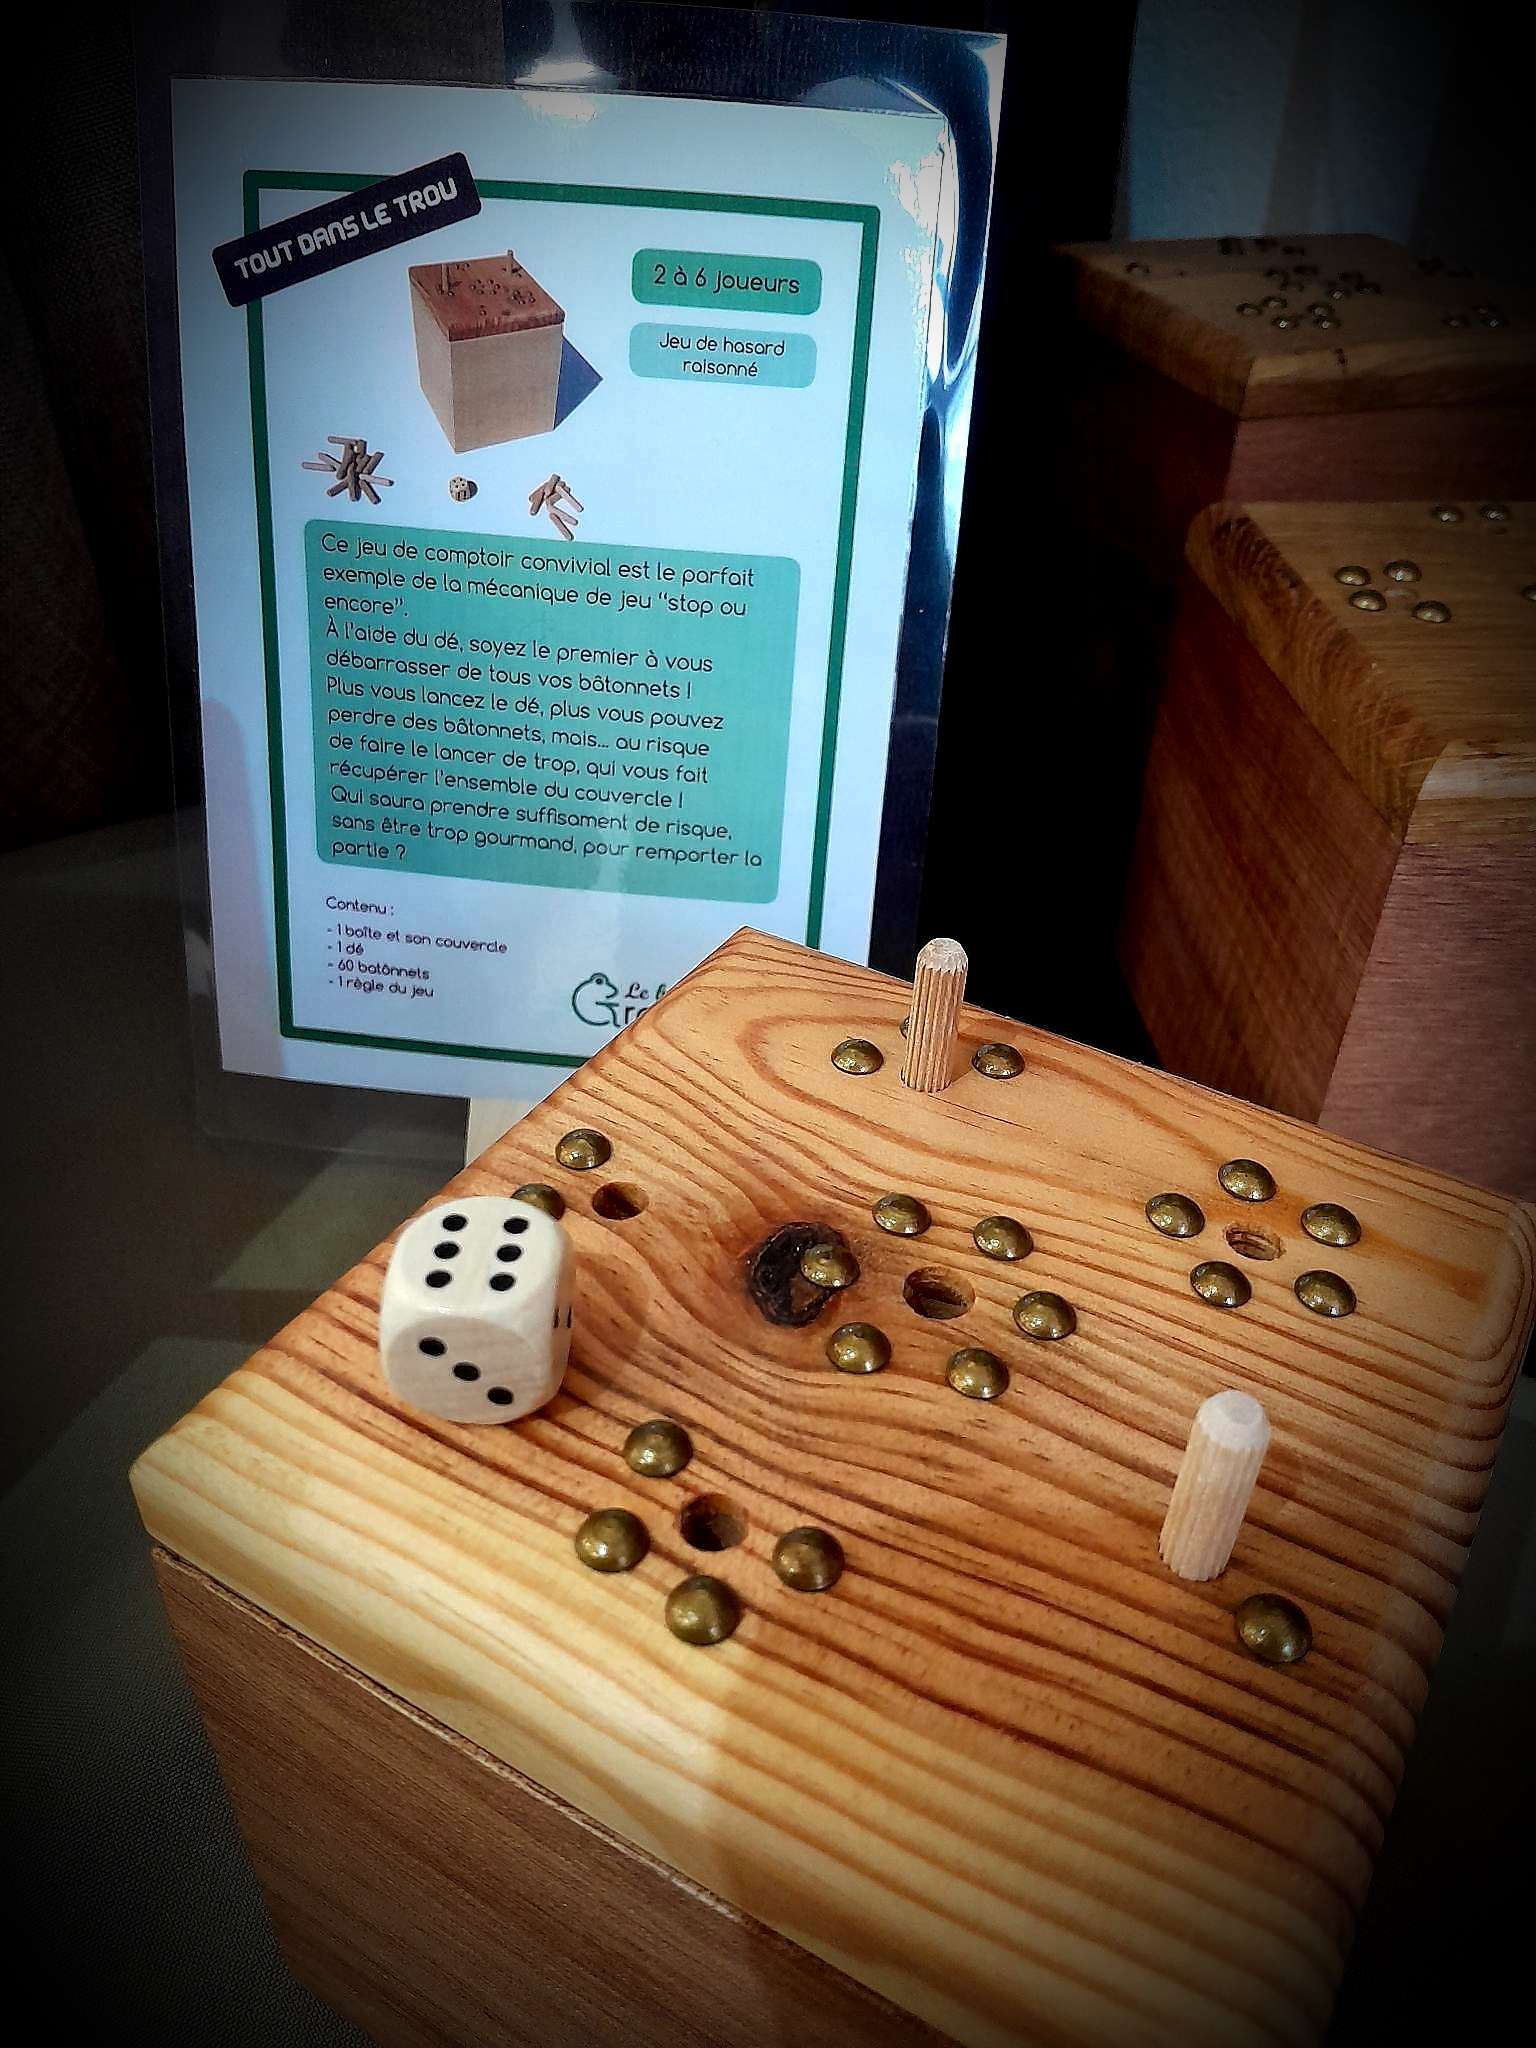 TOUT DANS LE TROU
2 à 6 joueurs
Jeu de hasard
raisonné
Ce jeu de comptoir convivial est le parfait
exemple de la mécanique de jeu “stop ou
encore”.
À l'aide du dé, soyez le premier à vous
débarrasser de tous vos bâtonnets !
Plus vous lancez le dé, plus vous pouvez
perdre des bâtonnets, mais... au risque
de faire le lancer de trop, qui vous fait
récupérer l'ensemble du couvercle !
Qui saura prendre suffisament de risque,
sans être trop gourmand, pour remporter la
partie ?
Contenu :
- 1 boîte et son couvercle
- 1 dé
- 60 batônnets
- 1 règle du jeu
Le